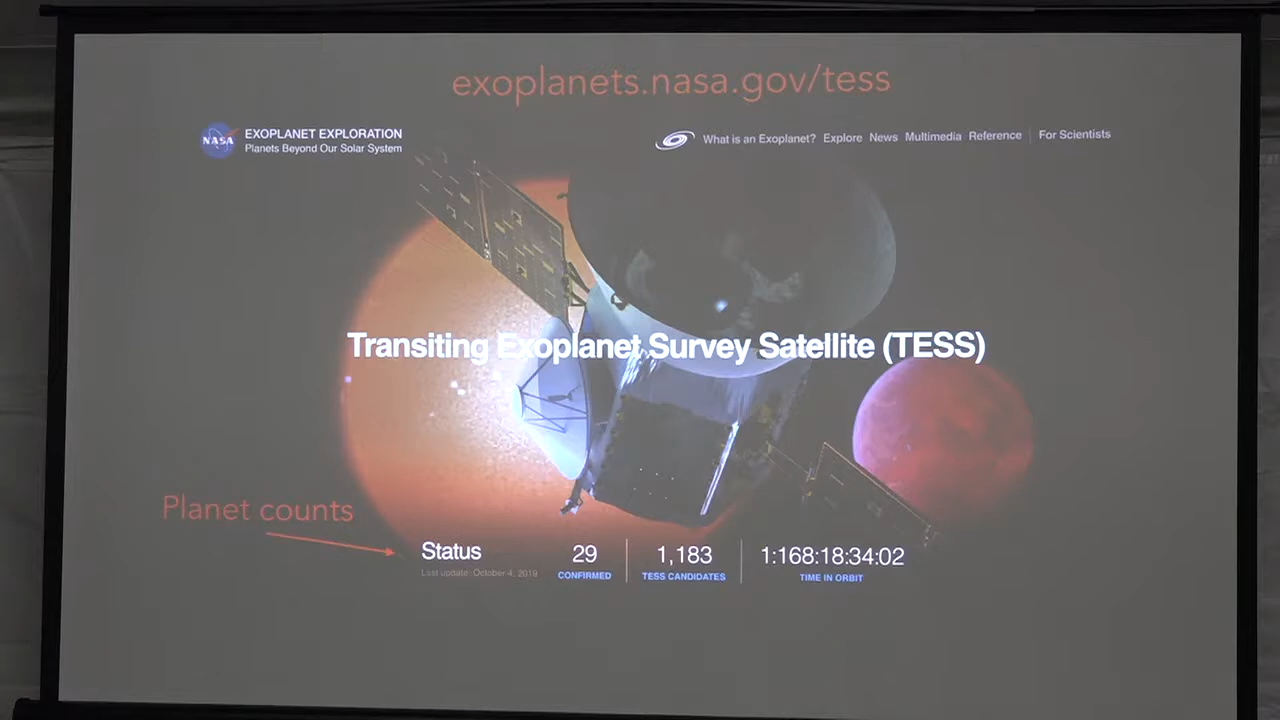 exoplanets.nasa.gov/tess
NASA
EXOPLANET EXPLORATION
Planets Beyond Our Solar System
What is an Exoplanet? Explore News Multimedia Reference For Scientists
Transiting Exoplanet Survey Satellite (TESS)
Planet counts
Status
Last update: October 4, 2019
29
CONFIRMED
1,183
TESS CANDIDATES
1:168:18:34:02
TIME IN ORBIT